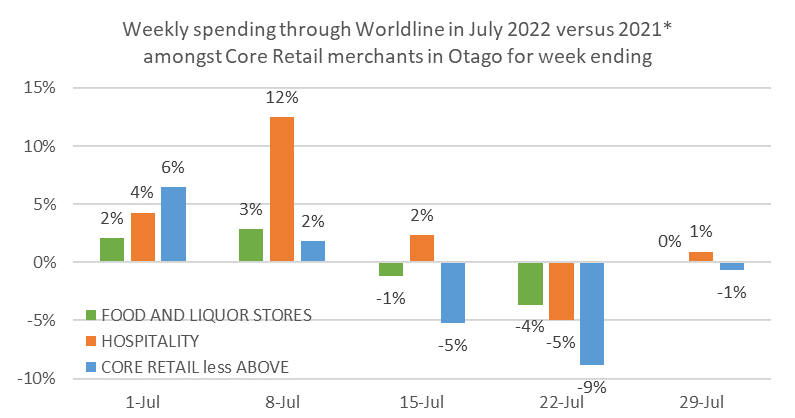 Weekly spending through Worldline in July 2022 versus 2021*
amongst Core Retail merchants in Otago for week ending
15%
10%
5%
0%
-5%
-10%
2%
4%
6%
3%
12%
2%
-1%
2%
-5%
-4%
-5%
-9%
0%
1%
-1%
FOOD AND LIQUOR STORES
HOSPITALITY
CORE RETAIL less ABOVE
1-Jul
8-Jul
15-Jul
22-Jul
29-Jul